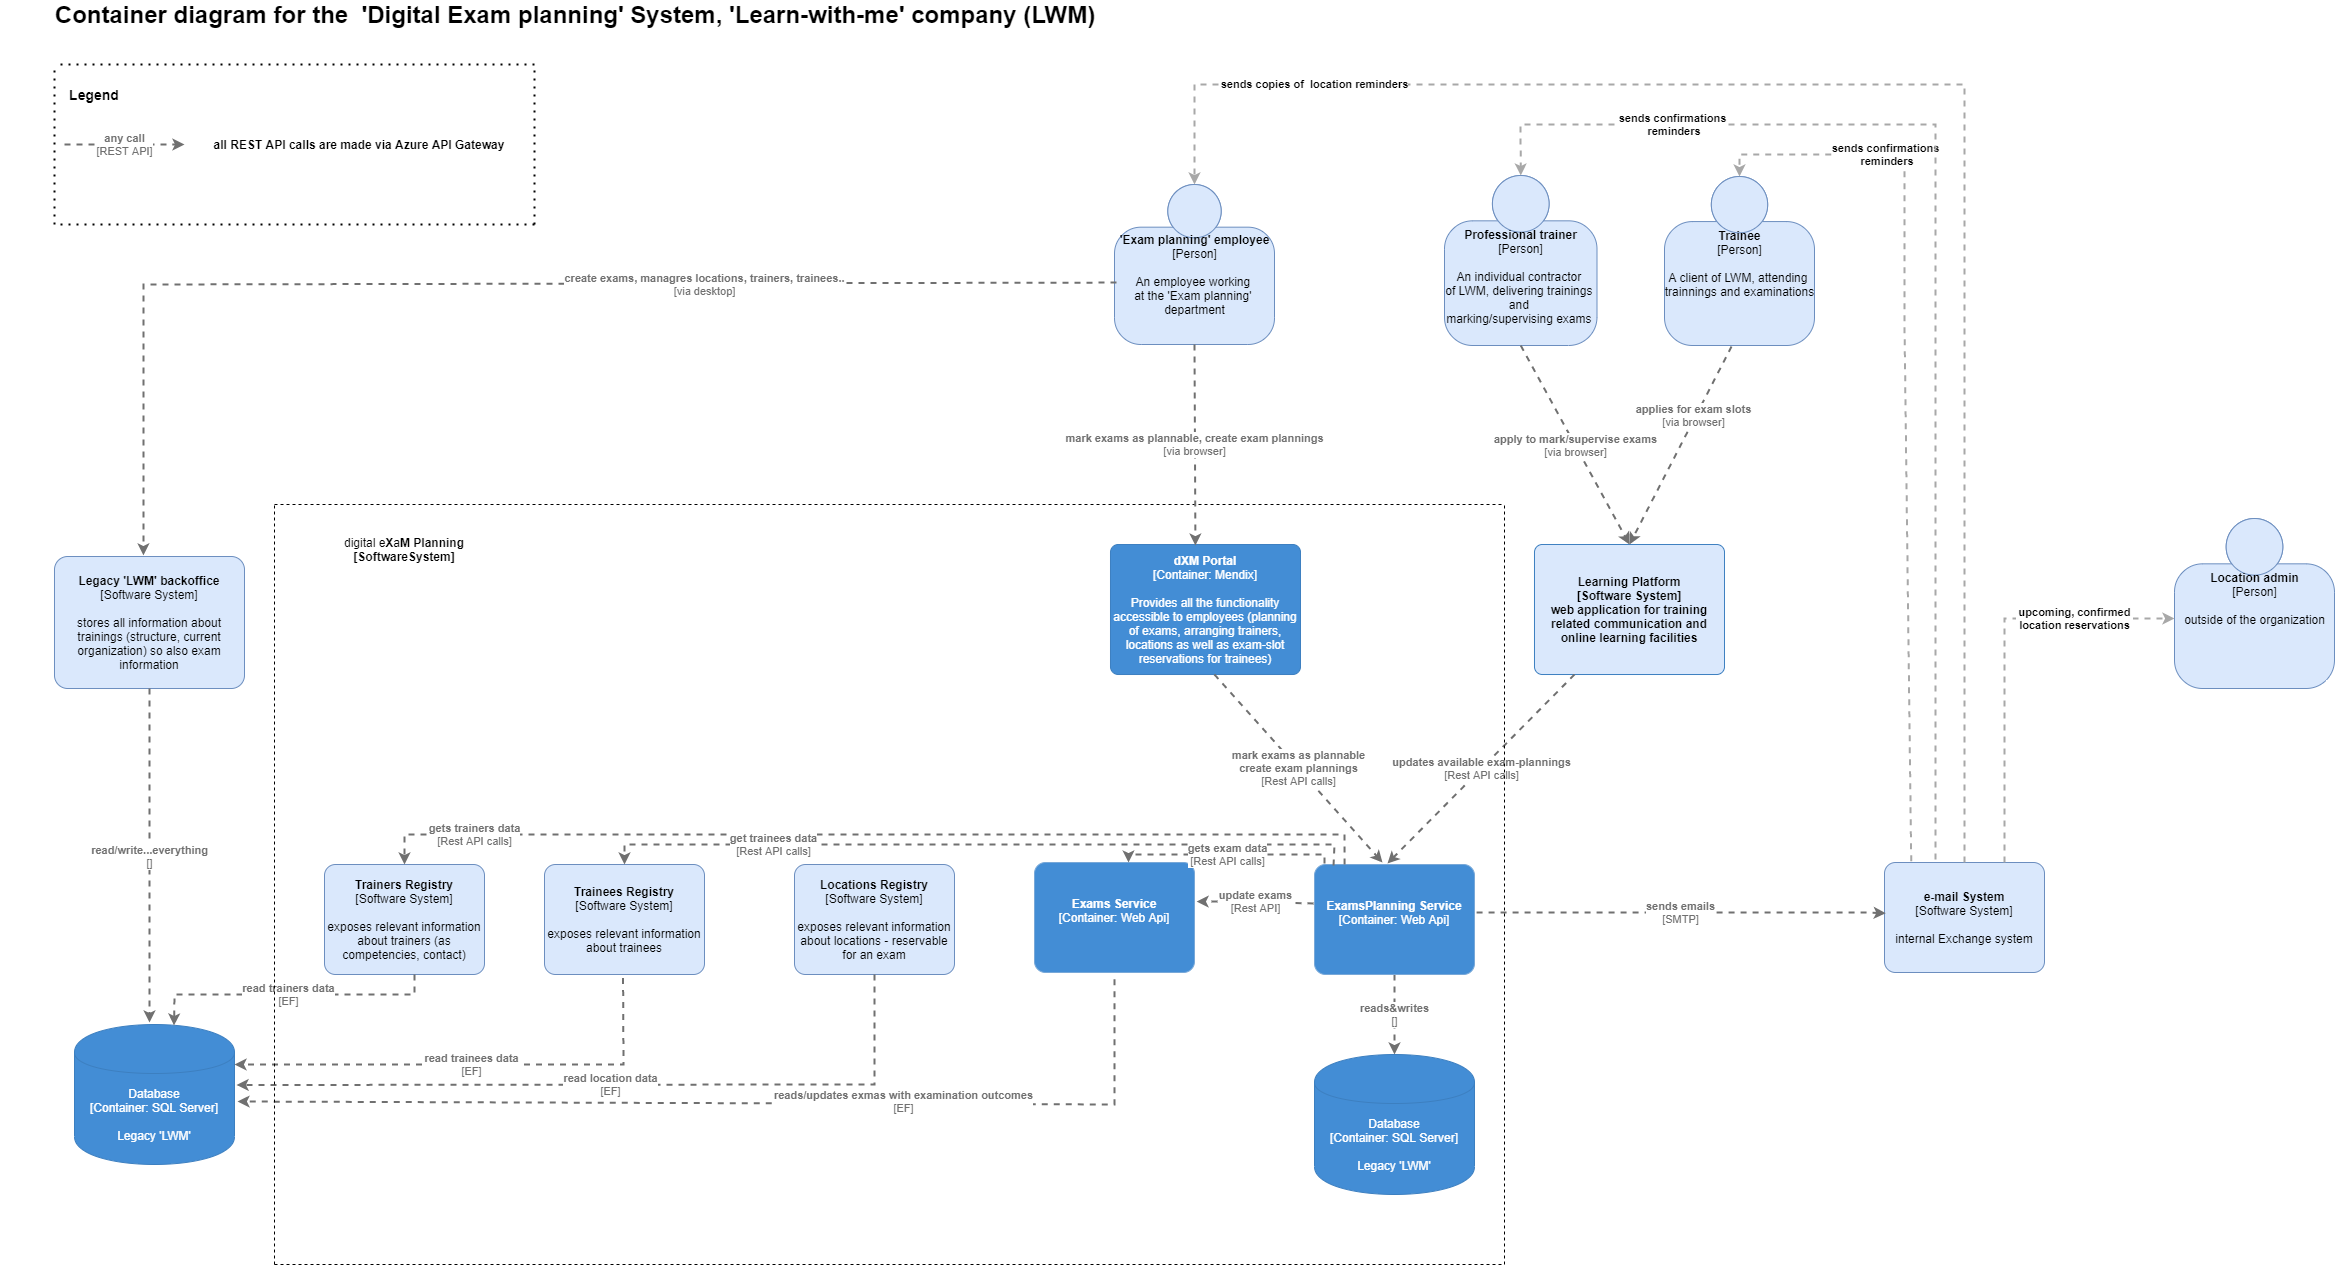 Container diagram for the 'Digital Exam planning' System, 'Learn-with-me' company (LWM)
Legend
any call
[REST API]
all REST API calls are made via Azure API Gateway
sends copies of location reminders
sends confirmations
reminders
sends confirmations
reminders
'Exam planning' employee
[Person]
An employee working
at the 'Exam planning'
department
Professional trainer
[Person]
An individual contractor
of LWM, delivering trainings
and
marking/supervising exams
Trainee
[Person]
A client of LWM, attending
trainnings and examinations
create exams, managres locations, trainers, trainees..
[via desktop]
mark exams as plannable, create exam plannings
[via browser]
applies for exam slots
[via browser]
apply to mark/supervise exams
[via browser]
digital eXaM Planning
[SoftwareSystem]
Legacy 'LWM' backoffice
[Software System]
stores all information about
trainings (structure, current
organization) so also exam
information
dXM Portal
[Container: Mendix]
Provides all the functionality
accessible to employees (planning
of exams, arranging trainers,
locations as well as exam-slot
reservations for trainees)
Learning Platform
[Software System]
web application for training
related communication and
online learning facilities
Location admin
[Person]
outside of the organization
upcoming, confirmed
location reservations
mark exams as plannable
create exam plannings
[Rest API calls]
updates available exam-plannings
[Rest API calls]
read/write...everything
[]
gets trainers data
[Rest API calls]
get trainees data
[Rest API calls]
gets exam data
[Rest API calls]
Trainers Registry
[Software System]
exposes relevant information
about trainers (as
competencies, contact)
Trainees Registry
[Software System]
exposes relevant information
about trainees
Locations Registry
[Software System]
exposes relevant information
about locations - reservable
for an exam
Exams Service
[Container: Web Api]
update exams
[Rest API]
ExamsPlanning Service
[Container: Web Api]
sends emails
[SMTP]
e-mail System
[Software System]
internal Exchange system
read trainers data
[EF]
reads&writes
[]
read trainees data
[EF]
read location data
[EF]
reads/updates exmas with examination outcomes
[EF]
Database
[Container: SQL Server]
Legacy 'LWM'
Database
[Container: SQL Server]
Legacy 'LWM'